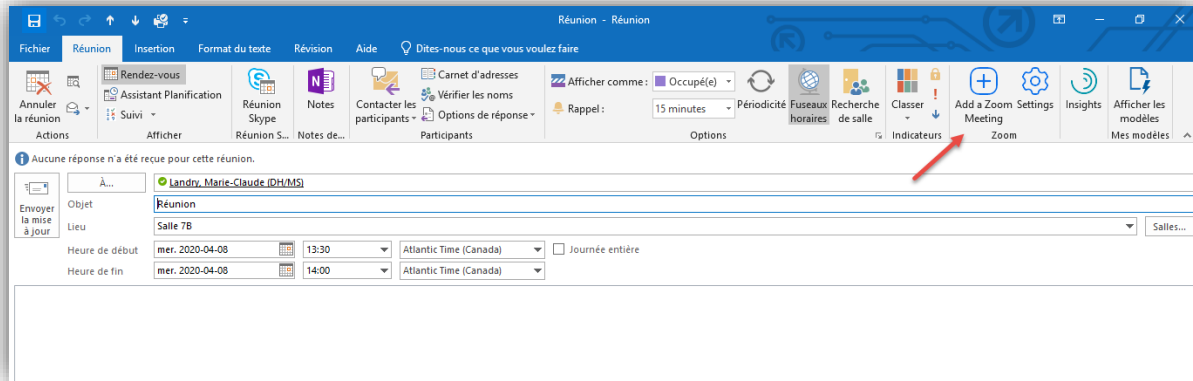 Réunion - Réunion
Fichier Réunion Insertion Format du texte Révision Aide Dites-nous ce que vous voulez faire
Annuler la réunion
Actions
Rendez-vous
Assistant Planification
Suivi
Afficher
Réunion Skype
Réunion S...
Notes
Notes de...
Contacter les participants
Carnet d'adresses
Vérifier les noms
Options de réponse
Participants
Afficher comme : Occupé(e)
Rappel : 15 minutes
Périodicité
Fuseaux horaires
Recherche de salle
Options
Classer
Indicateurs
Add a Zoom Meeting
Settings
Zoom
Insights
Afficher les modèles
Mes modèles
Aucune réponse n'a été reçue pour cette réunion.
Envoyer la mise à jour
À... Landry, Marie-Claude (DH/MS)
Objet Réunion
Lieu Salle 7B Salles...
Heure de début mer. 2020-04-08 13:30 Atlantic Time (Canada) Journée entière
Heure de fin mer. 2020-04-08 14:00 Atlantic Time (Canada)